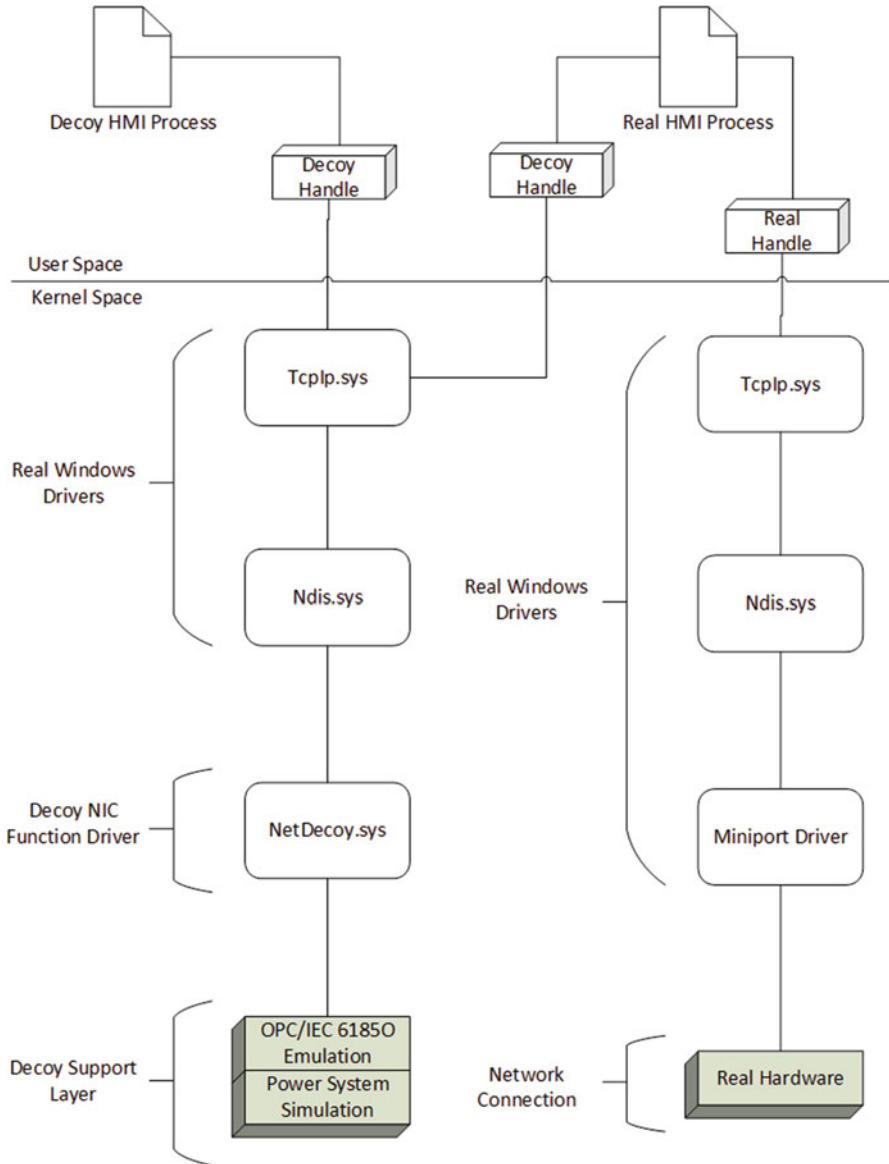 Decoy HMI Process
Real HMI Process
Decoy
Handle
Decoy
Handle
Real
Handle
User Space
Kernel Space
TcpIp.sys
TcpIp.sys
Real Windows
Drivers
Ndis.sys
Real Windows
Drivers
Ndis.sys
Decoy NIC
Function Driver
NetDecoy.sys
Miniport Driver
OPC/IEC 6185O
Emulation
Power System
Simulation
Decoy Support
Layer
Network
Connection
Real Hardware